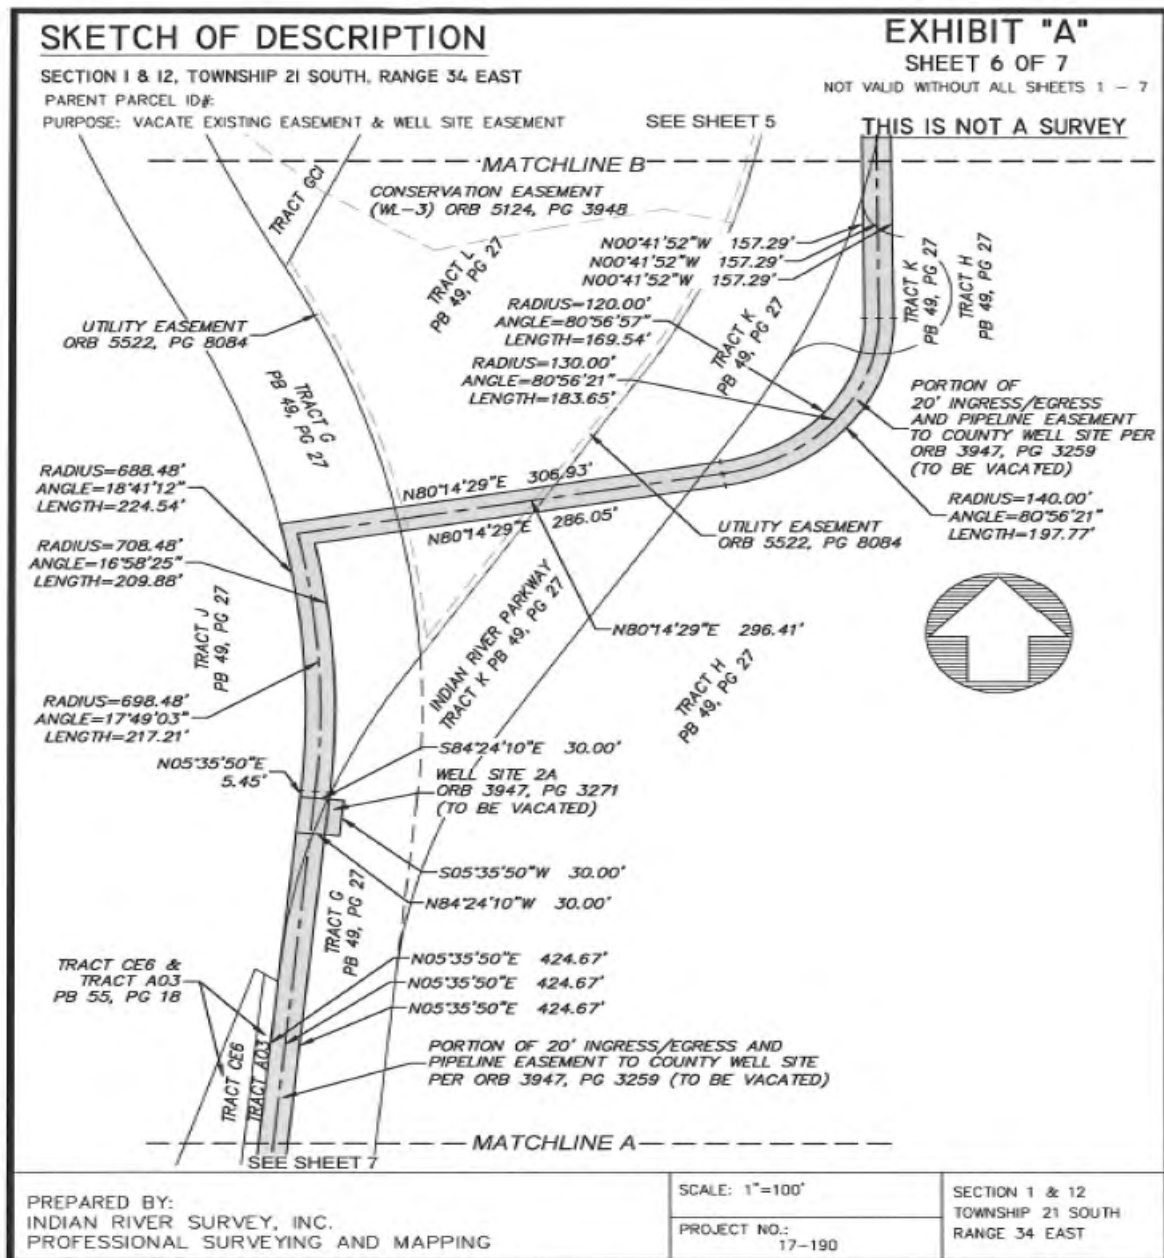 SKETCH OF DESCRIPTION
SECTION 1 & 12, TOWNSHIP 21 SOUTH, RANGE 34 EAST
PARENT PARCEL ID#:
PURPOSE: VACATE EXISTING EASEMENT & WELL SITE EASEMENT
EXHIBIT "A"
SHEET 6 OF 7
NOT VALID WITHOUT ALL SHEETS 1 - 7
THIS IS NOT A SURVEY
SEE SHEET 5
MATCHLINE B
TRACT GC1
CONSERVATION EASEMENT
(WL-3) ORB 5124, PG 3948
TRACT L
PB 49, PG 27
N00°41'52"W 157.29'
N00°41'52"W 157.29'
N00°41'52"W 157.29'
TRACT K
PB 49, PG 27
TRACT H
PB 49, PG 27
RADIUS=120.00'
ANGLE=80°56'57"
LENGTH=169.54'
TRACT K
PB 49, PG 27
RADIUS=130.00'
ANGLE=80°56'21"
LENGTH=183.65'
UTILITY EASEMENT
ORB 5522, PG 8084
TRACT G
PB 49, PG 27
PORTION OF
20' INGRESS/EGRESS
AND PIPELINE EASEMENT
TO COUNTY WELL SITE PER
ORB 3947, PG 3259
(TO BE VACATED)
RADIUS=140.00'
ANGLE=80°56'21"
LENGTH=197.77'
RADIUS=688.48'
ANGLE=18°41'12"
LENGTH=224.54'
N80°14'29"E 306.93'
N80°14'29"E 286.05'
UTILITY EASEMENT
ORB 5522, PG 8084
RADIUS=708.48'
ANGLE=16°58'25"
LENGTH=209.88'
TRACT J
PB 49, PG 27
INDIAN RIVER PARKWAY
TRACT K PB 49, PG 27
N80°14'29"E 296.41'
TRACT H
PB 49, PG 27
RADIUS=698.48'
ANGLE=17°49'03"
LENGTH=217.21'
N05°35'50"E
5.45'
S84°24'10"E 30.00'
WELL SITE 2A
ORB 3947, PG 3271
(TO BE VACATED)
S05°35'50"W 30.00'
N84°24'10"W 30.00'
TRACT G
PB 49, PG 27
TRACT CE6 &
TRACT A03
PB 55, PG 18
N05°35'50"E 424.67'
N05°35'50"E 424.67'
N05°35'50"E 424.67'
TRACT CE6
TRACT A03
PORTION OF 20' INGRESS/EGRESS AND
PIPELINE EASEMENT TO COUNTY WELL SITE
PER ORB 3947, PG 3259 (TO BE VACATED)
MATCHLINE A
SEE SHEET 7
PREPARED BY:
INDIAN RIVER SURVEY, INC.
PROFESSIONAL SURVEYING AND MAPPING
SCALE: 1"=100'
PROJECT NO.:
17-190
SECTION 1 & 12
TOWNSHIP 21 SOUTH
RANGE 34 EAST